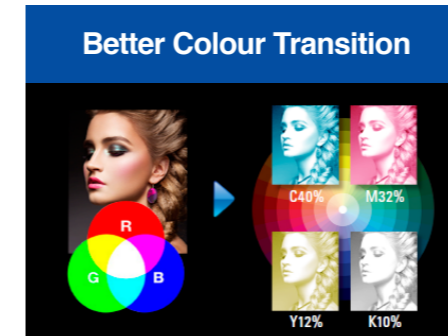 Better Colour Transition
R
G B
C40% M32%
Y12% K10%